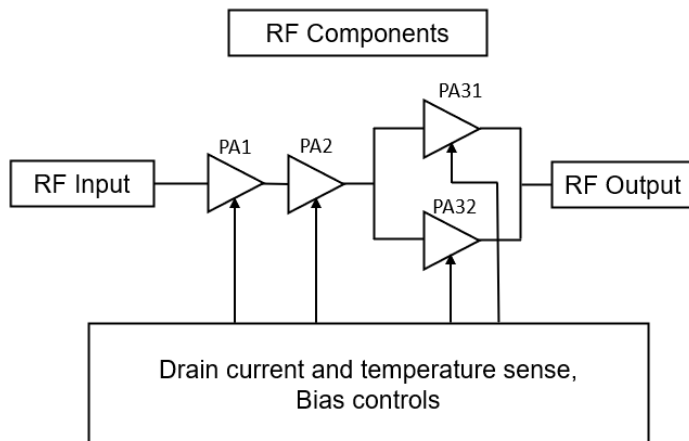 RF Components
PA31
PA1
PA2
RF Input
RF Output
PA32
Drain current and temperature sense,
Bias controls